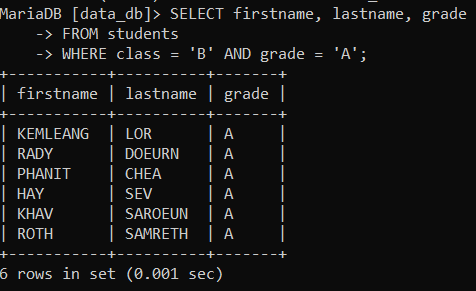 MariaDB [data_db]> SELECT firstname, lastname, grade
    -> FROM students
    -> WHERE class = 'B' AND grade = 'A';
+-----------+----------+-------+
| firstname | lastname | grade |
+-----------+----------+-------+
| KEMLEANG  | LOR      | A     |
| RADY      | DOEURN   | A     |
| PHANIT    | CHEA     | A     |
| HAY       | SEV      | A     |
| KHAV      | SAROEUN  | A     |
| ROTH      | SAMRETH  | A     |
+-----------+----------+-------+
6 rows in set (0.001 sec)